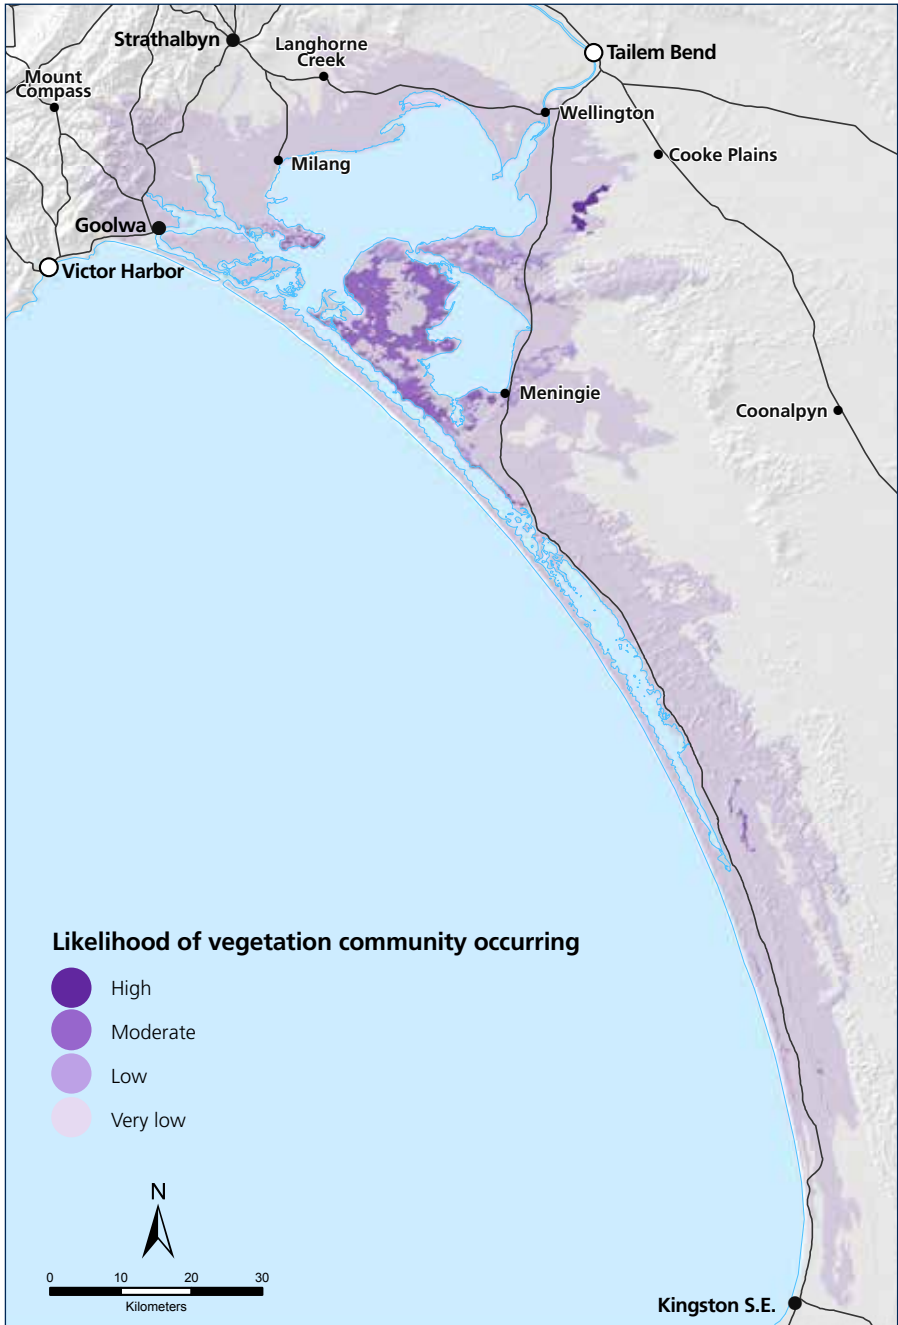 Strathalbyn
Langhorne
Creek
Tailem Bend
Mount
Compass
Wellington
Milang
Cooke Plains
Goolwa
Victor Harbor
Meningie
Coonalpyn
Likelihood of vegetation community occurring
High
Moderate
Low
Very low
N
0 10 20 30
Kilometers
Kingston S.E.